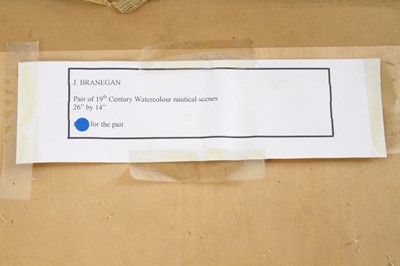 J. BRANEGAN
Pair of 19th Century Watercolour nautical scenes
26" by 14"
for the pair